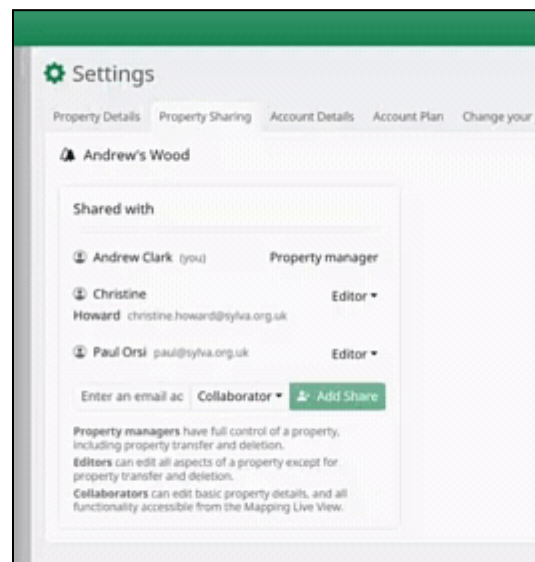 Settings
Property Details Property Sharing Account Details Account Plan Change your
Andrew's Wood
Shared with
Andrew Clark (you) Property manager
Christine Editor
Howard christine.howard@sylva.org.uk
Paul Orsi paul@sylva.org.uk Editor
Enter an email ac Collaborator Add Share
Property managers have full control of a property,
including property transfer and deletion.
Editors can edit all aspects of a property except for
property transfer and deletion.
Collaborators can edit basic property details, and all
functionality accessible from the Mapping Live View.